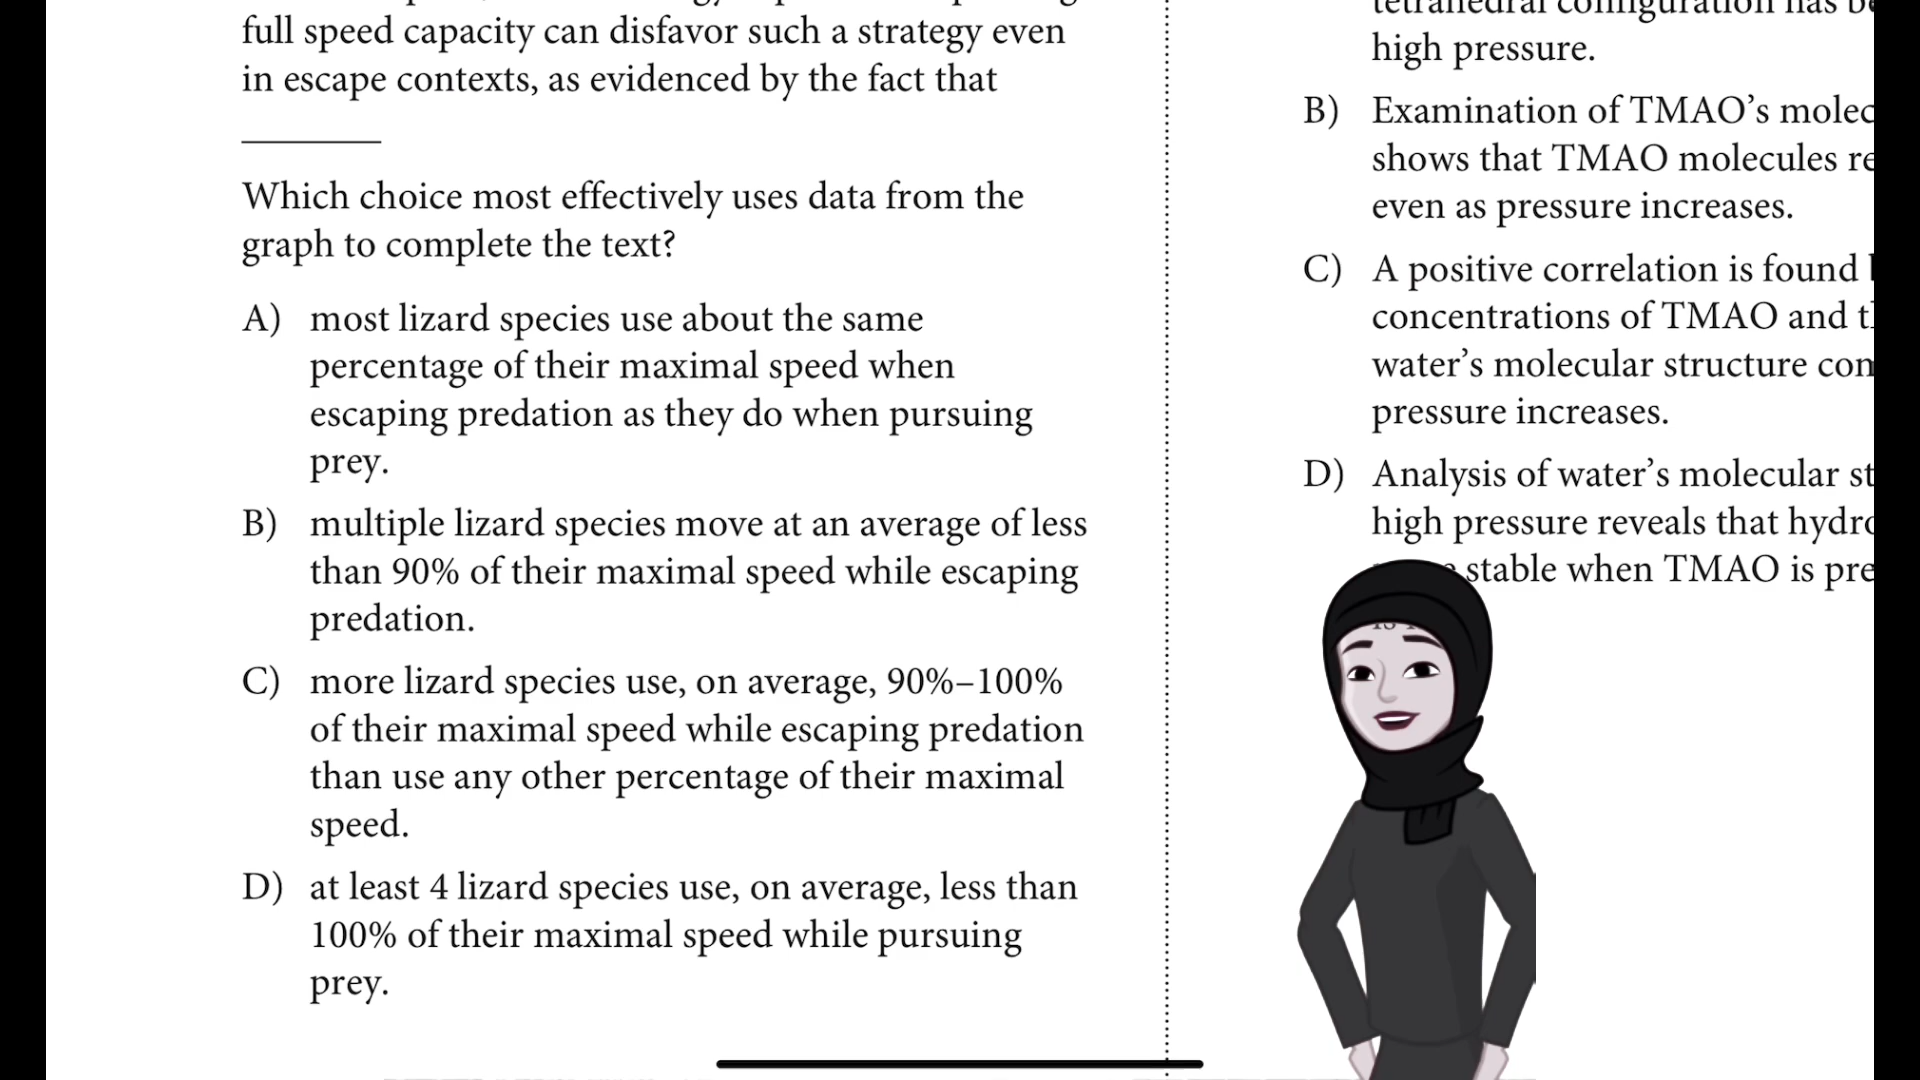 full speed capacity can disfavor such a strategy even
in escape contexts, as evidenced by the fact that
Which choice most effectively uses data from the
graph to complete the text?
A) most lizard species use about the same
percentage of their maximal speed when
escaping predation as they do when pursuing
prey.
B) multiple lizard species move at an average of less
than 90% of their maximal speed while escaping
predation.
C) more lizard species use, on average, 90%–100%
of their maximal speed while escaping predation
than use any other percentage of their maximal
speed.
D) at least 4 lizard species use, on average, less than
100% of their maximal speed while pursuing
prey.
tetrahedral configuration has
high pressure.
B) Examination of TMAO’s
shows that TMAO molecules
even as pressure increases.
C) A positive correlation is found
concentrations of TMAO and
water’s molecular structure
pressure increases.
D) Analysis of water’s molecular
high pressure reveals that
stable when TMAO is